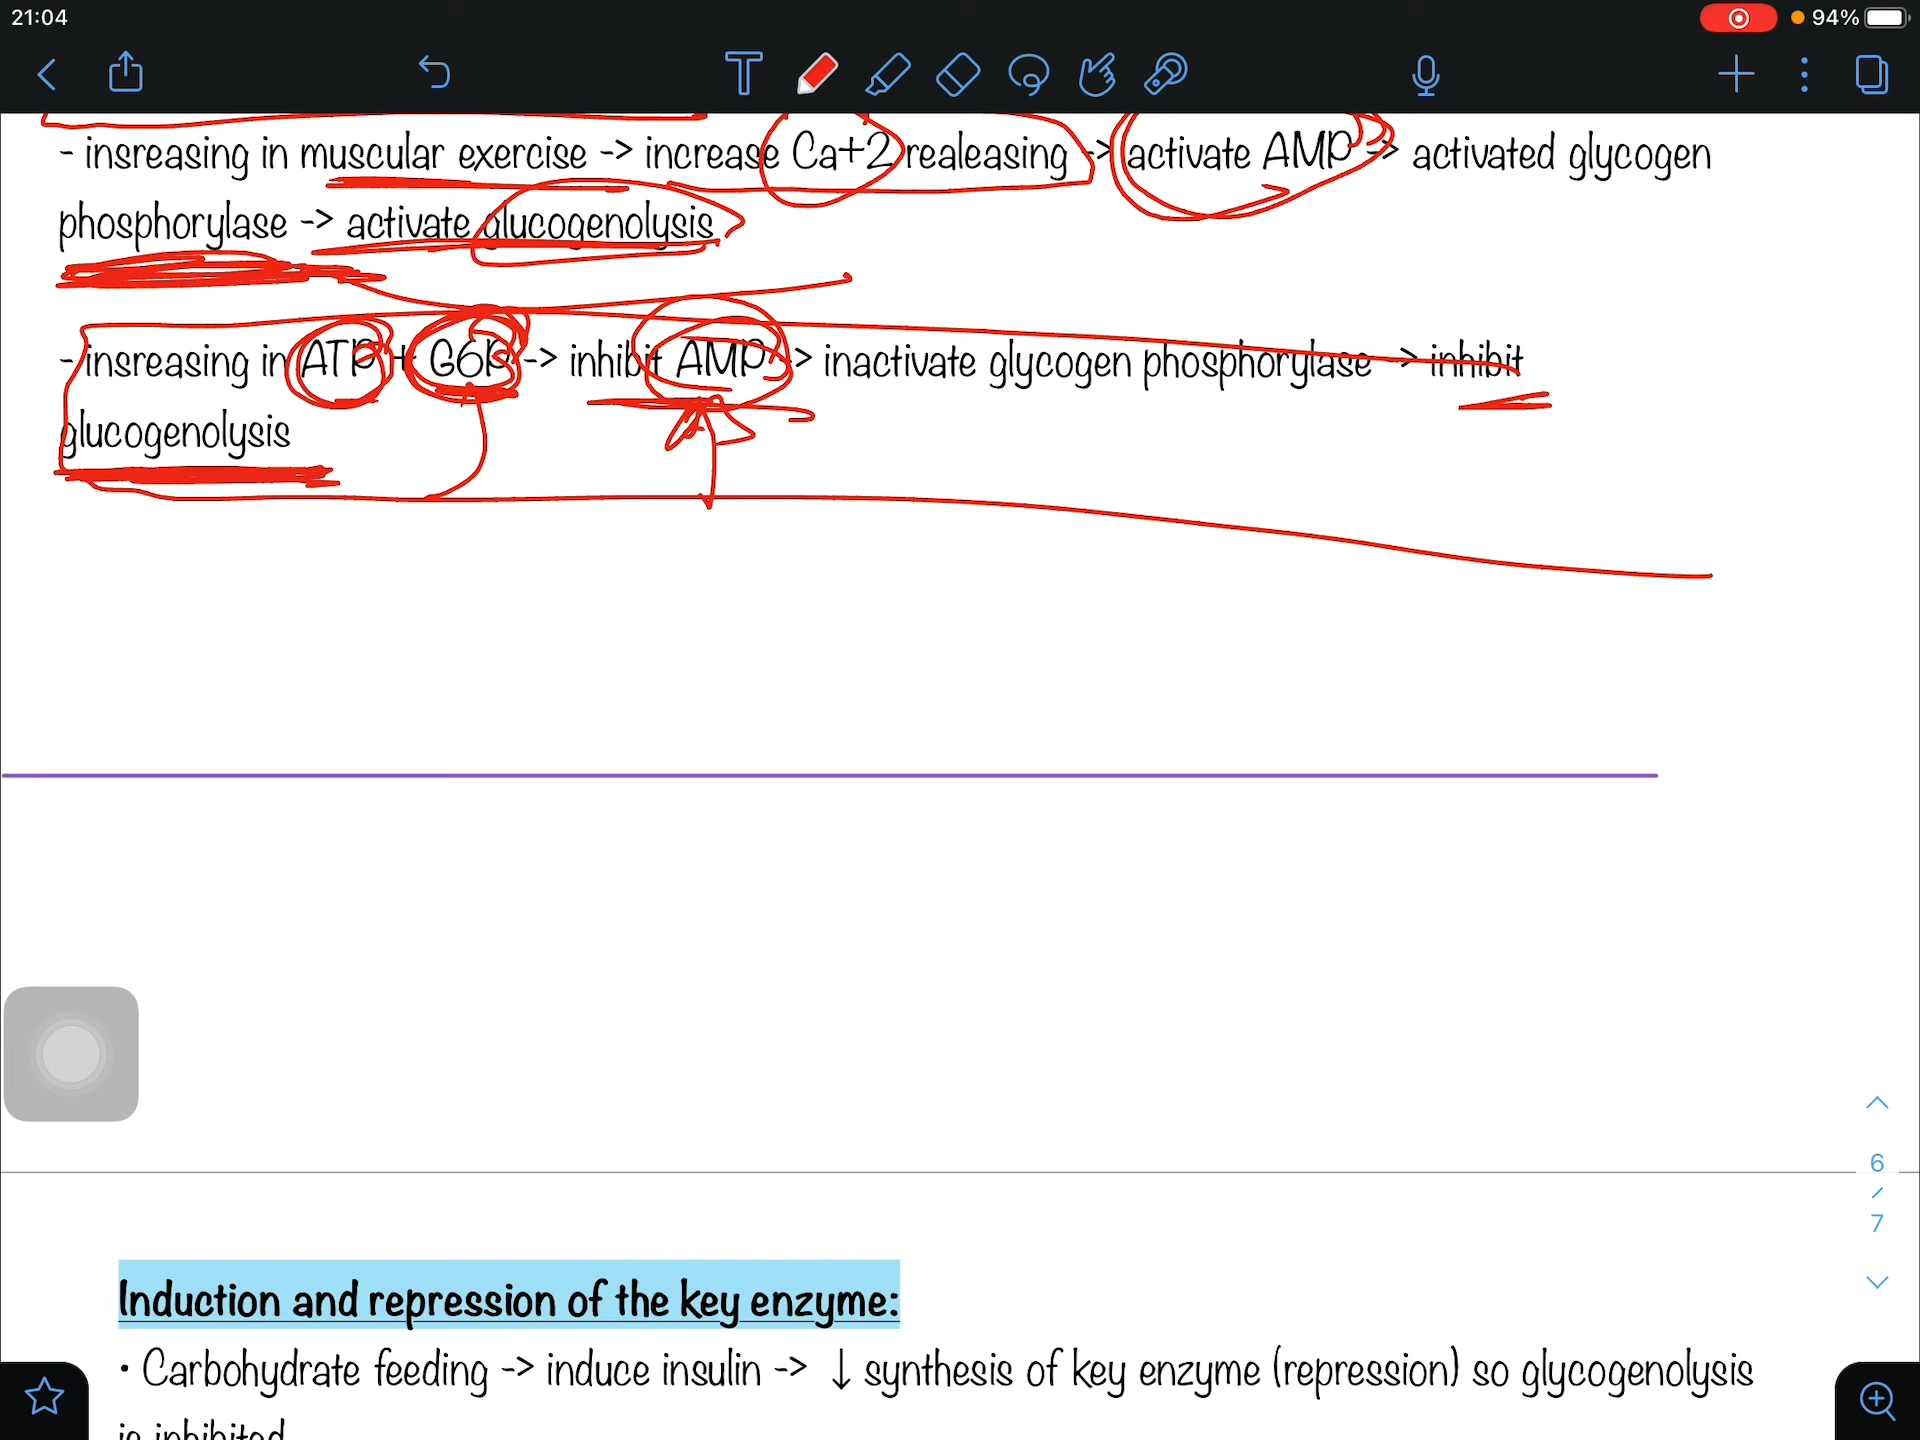 21:04
94%
- insreasing in muscular exercise -> increase Ca+2 realeasing -> activate AMP -> activated glycogen
phosphorylase -> activate glucogenolysis
- insreasing in ATP + G6P -> inhibit AMP -> inactivate glycogen phosphorylase -> inhibit
glucogenolysis
6
/
7
Induction and repression of the key enzyme:
• Carbohydrate feeding -> induce insulin -> ↓ synthesis of key enzyme (repression) so glycogenolysis
is inhibited